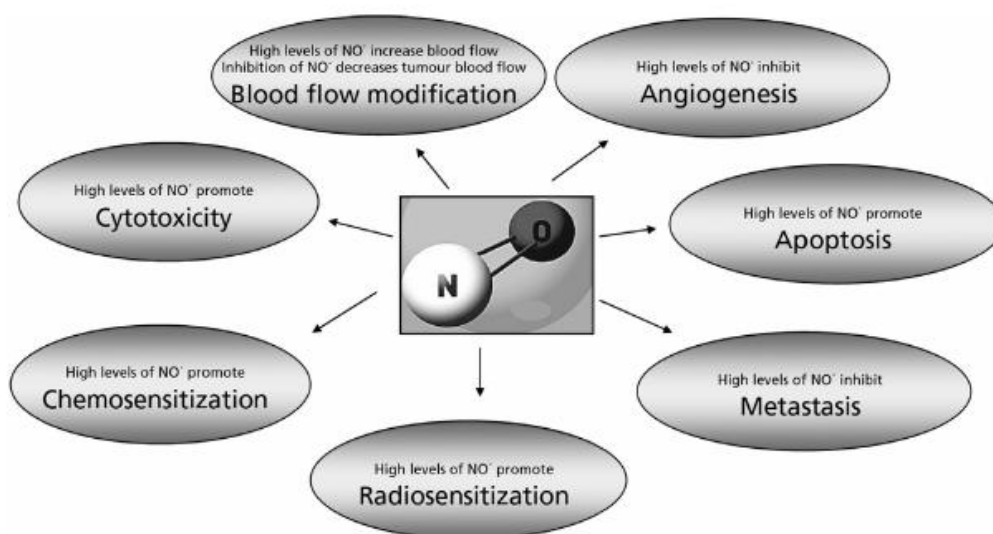 High levels of NO˙ increase blood flow
Inhibition of NO˙ decreases tumour blood flow
Blood flow modification
High levels of NO˙ inhibit
Angiogenesis
High levels of NO˙ promote
Cytotoxicity
High levels of NO˙ promote
Apoptosis
O
N
High levels of NO˙ promote
Chemosensitization
High levels of NO˙ inhibit
Metastasis
High levels of NO˙ promote
Radiosensitization